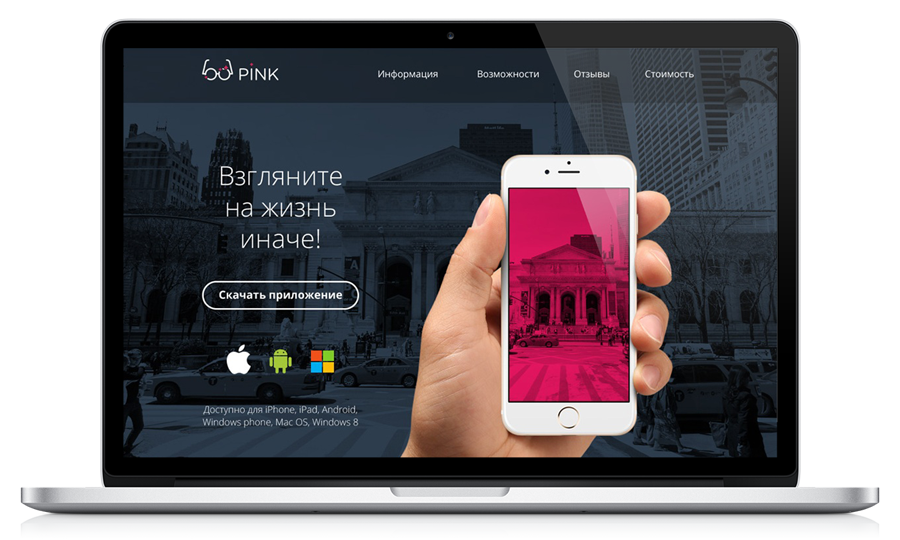 PINK
Информация
Возможности
Отзывы
Стоимость
Взгляните
на жизнь
иначе!
Скачать приложение
Доступно для iPhone, iPad, Android,
Windows phone, Mac OS, Windows 8